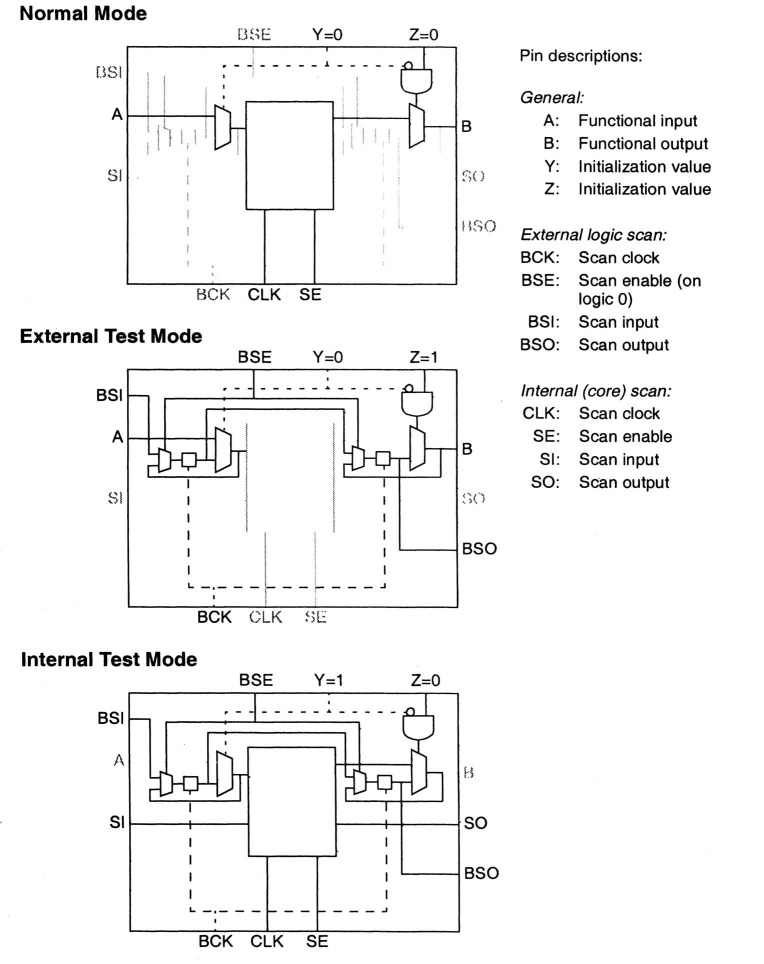 Normal Mode
BSE Y=0 Z=0
BSI
A
B
SI
SO
BSO
BCK CLK SE
Pin descriptions:
General:
A: Functional input
B: Functional output
Y: Initialization value
Z: Initialization value
External logic scan:
BCK: Scan clock
BSE: Scan enable (on
logic 0)
BSI: Scan input
BSO: Scan output
Internal (core) scan:
CLK: Scan clock
SE: Scan enable
SI: Scan input
SO: Scan output
External Test Mode
BSE Y=0 Z=1
BSI
A
B
SI
SO
BSO
BCK CLK SE
Internal Test Mode
BSE Y=1 Z=0
BSI
A
B
SI
SO
BSO
BCK CLK SE